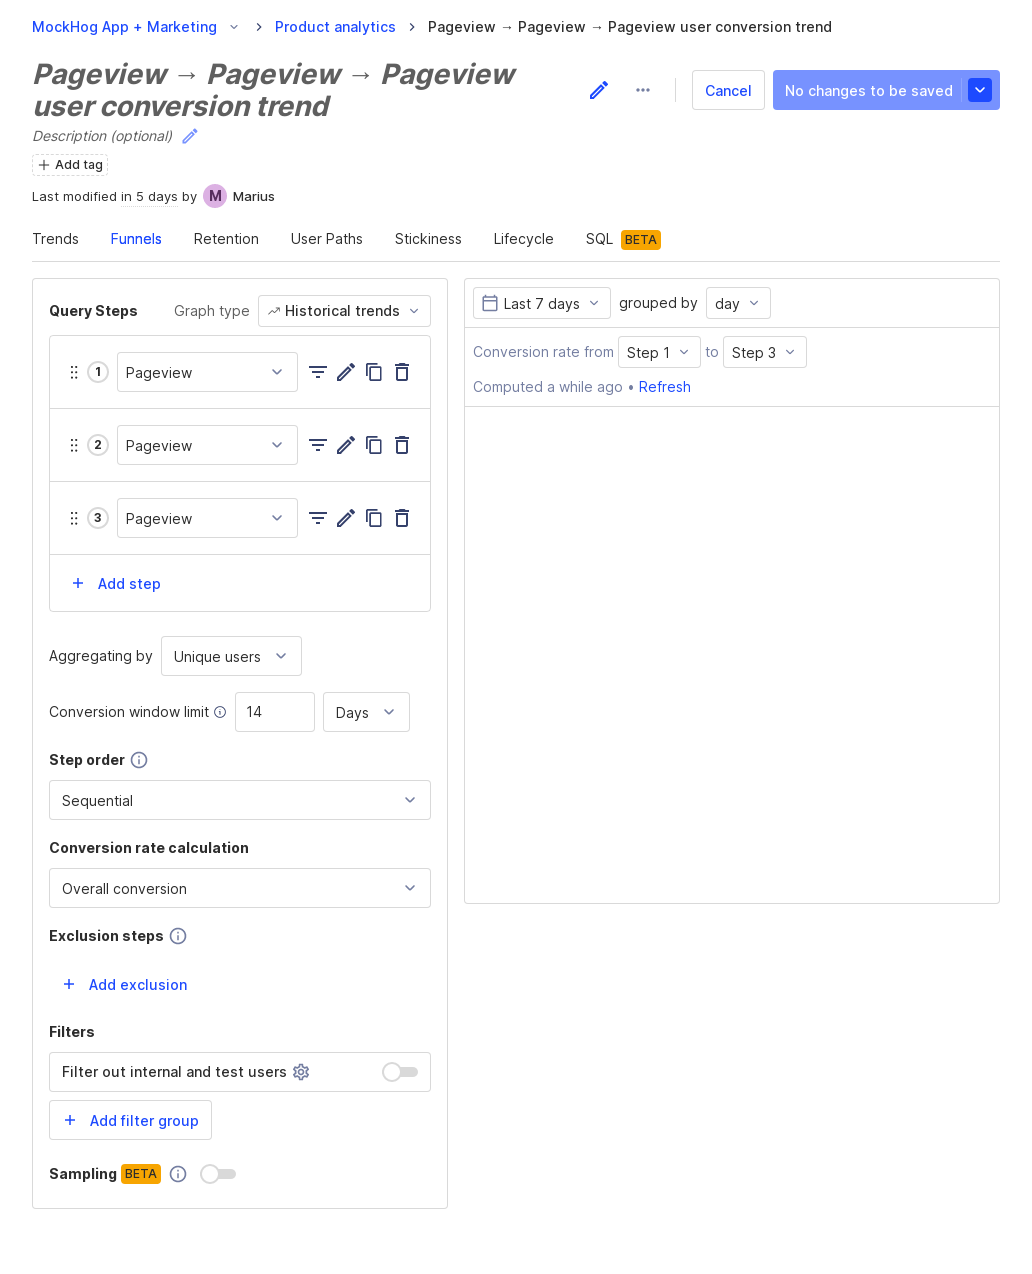 MockHog App + Marketing > Product analytics > Pageview → Pageview → Pageview user conversion trend
Pageview → Pageview → Pageview
user conversion trend
Cancel
No changes to be saved
Description (optional)
Add tag
Last modified in 5 days by M Marius
Trends Funnels Retention User Paths Stickiness Lifecycle SQL BETA
Query Steps Graph type Historical trends
1 Pageview
2 Pageview
3 Pageview
+ Add step
Aggregating by Unique users
Conversion window limit 14 Days
Step order
Sequential
Conversion rate calculation
Overall conversion
Exclusion steps
+ Add exclusion
Filters
Filter out internal and test users
+ Add filter group
Sampling BETA
Last 7 days grouped by day
Conversion rate from Step 1 to Step 3
Computed a while ago • Refresh